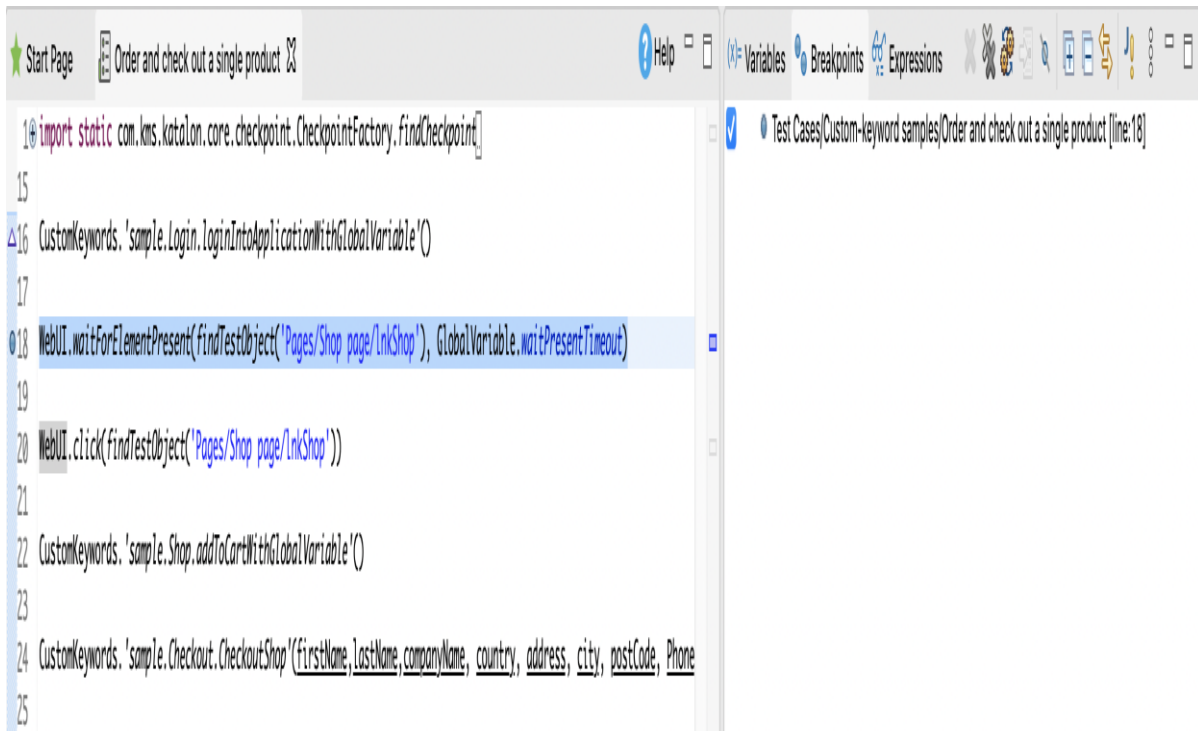 Start Page
Order and check out a single product
Help
(x)= Variables
Breakpoints
Expressions
1 import static com.kms.katalon.core.checkpoint.CheckpointFactory.findCheckpoint
15
16 CustomKeywords.'sample.Login.loginIntoApplicationWithGlobalVariable'()
17
18 WebUI.waitForElementPresent(findTestObject('Pages/Shop page/lnkShop'), GlobalVariable.waitPresentTimeout)
19
20 WebUI.click(findTestObject('Pages/Shop page/lnkShop'))
21
22 CustomKeywords.'sample.Shop.addToCartWithGlobalVariable'()
23
24 CustomKeywords.'sample.Checkout.CheckoutShop'(firstName,lastName,companyName, country, address, city, postCode, Phone
25
Test Cases/Custom-keyword samples/Order and check out a single product [line:18]